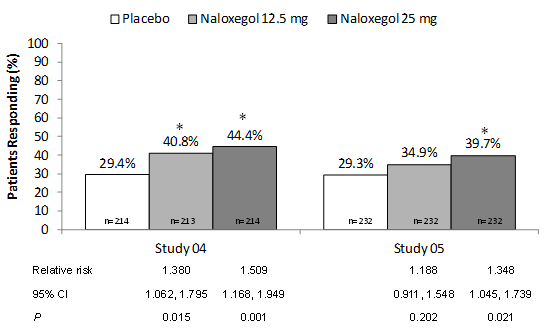 Placebo Naloxegol 12.5 mg Naloxegol 25 mg
Patients Responding (%)
100
90
80
70
60
50
40
30
20
10
0
29.4% 40.8% * 44.4% * 29.3% 34.9% 39.7% *
n=214 n=213 n=214 n=232 n=232 n=232
Study 04 Study 05
Relative risk 1.380 1.509 1.188 1.348
95% CI 1.062, 1.795 1.168, 1.949 0.911, 1.548 1.045, 1.739
P 0.015 0.001 0.202 0.021